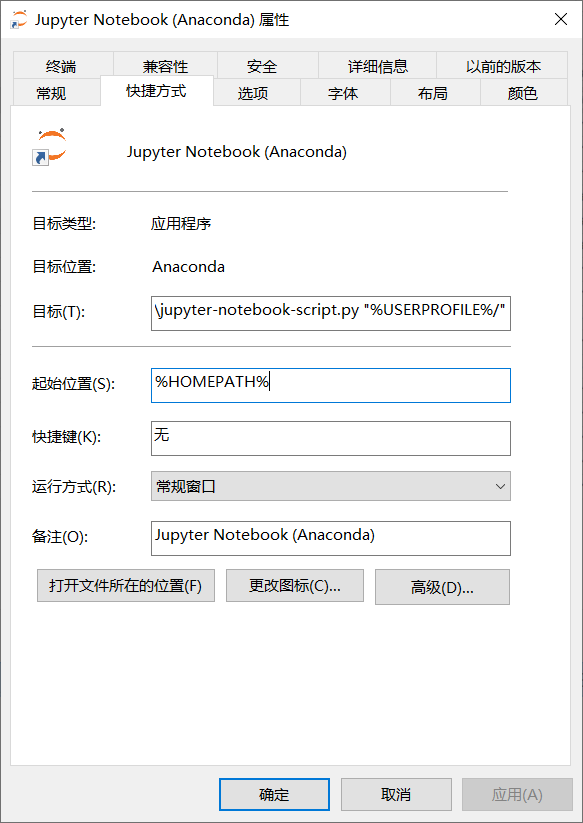 Jupyter Notebook (Anaconda) 属性
终端 兼容性 安全 详细信息 以前的版本
常规 快捷方式 选项 字体 布局 颜色
Jupyter Notebook (Anaconda)
目标类型: 应用程序
目标位置: Anaconda
目标(T): \jupyter-notebook-script.py "%USERPROFILE%/"
起始位置(S): %HOMEPATH%
快捷键(K): 无
运行方式(R): 常规窗口
备注(O): Jupyter Notebook (Anaconda)
打开文件所在的位置(F) 更改图标(C)... 高级(D)...
确定 取消 应用(A)